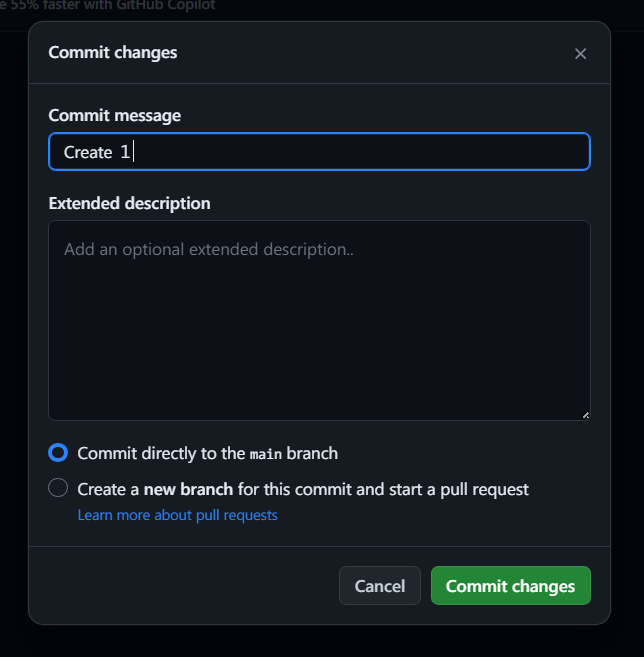 55% faster with GitHub Copilot
Commit changes
Commit message
Create 1
Extended description
Add an optional extended description..
Commit directly to the main branch
Create a new branch for this commit and start a pull request
Learn more about pull requests
Cancel
Commit changes